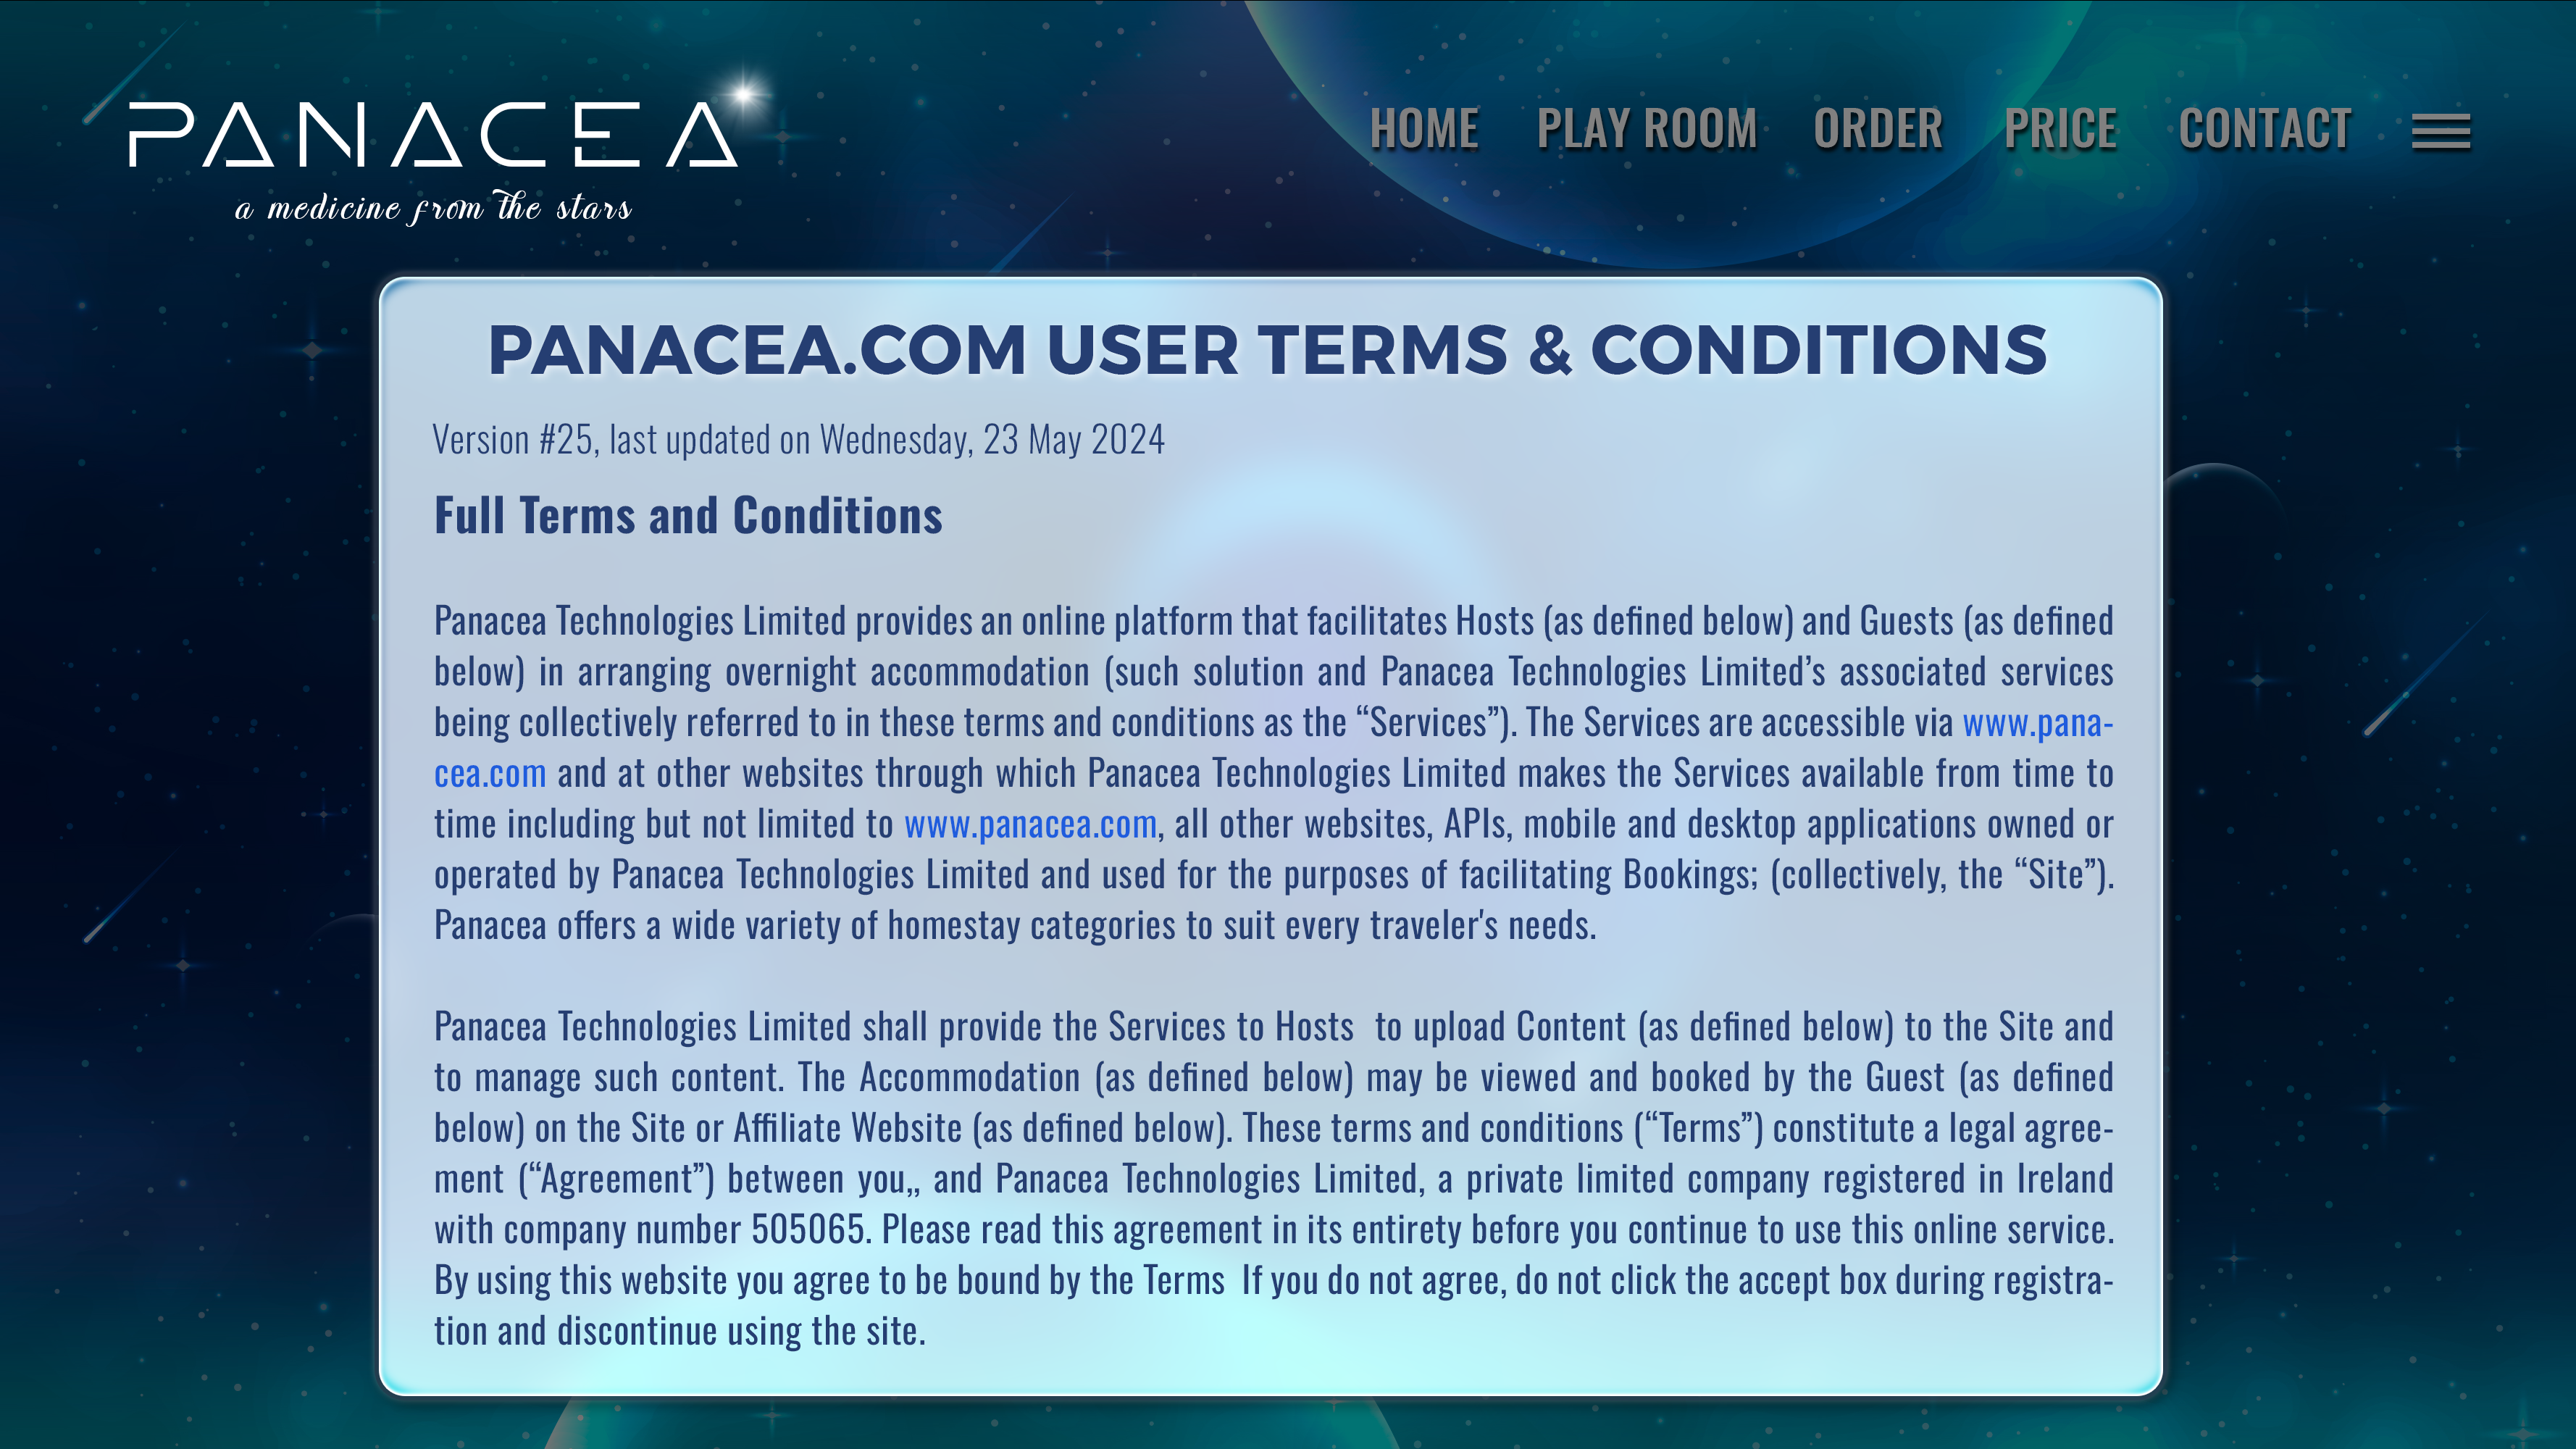 PANACEA
a medicine from the stars
HOME PLAY ROOM ORDER PRICE CONTACT
PANACEA.COM USER TERMS & CONDITIONS
Version #25, last updated on Wednesday, 23 May 2024
Full Terms and Conditions
Panacea Technologies Limited provides an online platform that facilitates Hosts (as defined below) and Guests (as defined
below) in arranging overnight accommodation (such solution and Panacea Technologies Limited’s associated services
being collectively referred to in these terms and conditions as the “Services”). The Services are accessible via www.pana-
cea.com and at other websites through which Panacea Technologies Limited makes the Services available from time to
time including but not limited to www.panacea.com, all other websites, APIs, mobile and desktop applications owned or
operated by Panacea Technologies Limited and used for the purposes of facilitating Bookings; (collectively, the “Site”).
Panacea offers a wide variety of homestay categories to suit every traveler's needs.
Panacea Technologies Limited shall provide the Services to Hosts  to upload Content (as defined below) to the Site and
to manage such content. The Accommodation (as defined below) may be viewed and booked by the Guest (as defined
below) on the Site or Affiliate Website (as defined below). These terms and conditions (“Terms”) constitute a legal agree-
ment (“Agreement”) between you,, and Panacea Technologies Limited, a private limited company registered in Ireland
with company number 505065. Please read this agreement in its entirety before you continue to use this online service.
By using this website you agree to be bound by the Terms  If you do not agree, do not click the accept box during registra-
tion and discontinue using the site.